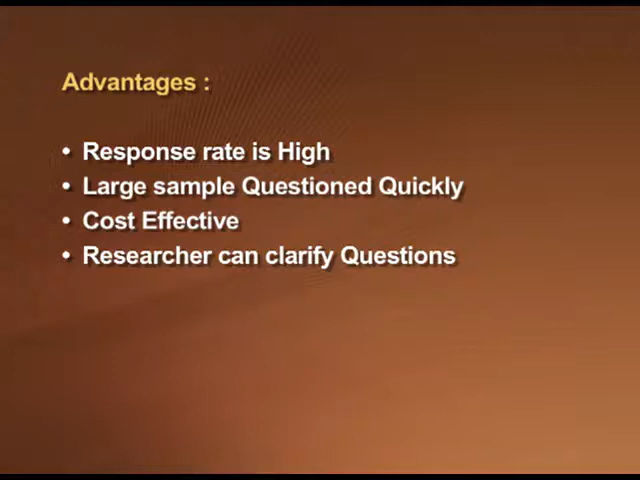 Advantages :
• Response rate is High
• Large sample Questioned Quickly
• Cost Effective
• Researcher can clarify Questions